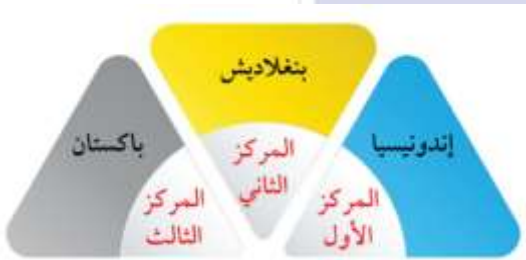 إندونيسيا
المركز
الأول
بنغلاديش
المركز
الثاني
باكستان
المركز
الثالث